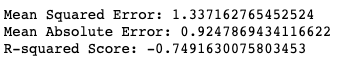 Mean Squared Error: 1.337162765452524
Mean Absolute Error: 0.9247869434116622
R-squared Score: -0.7491630075803453